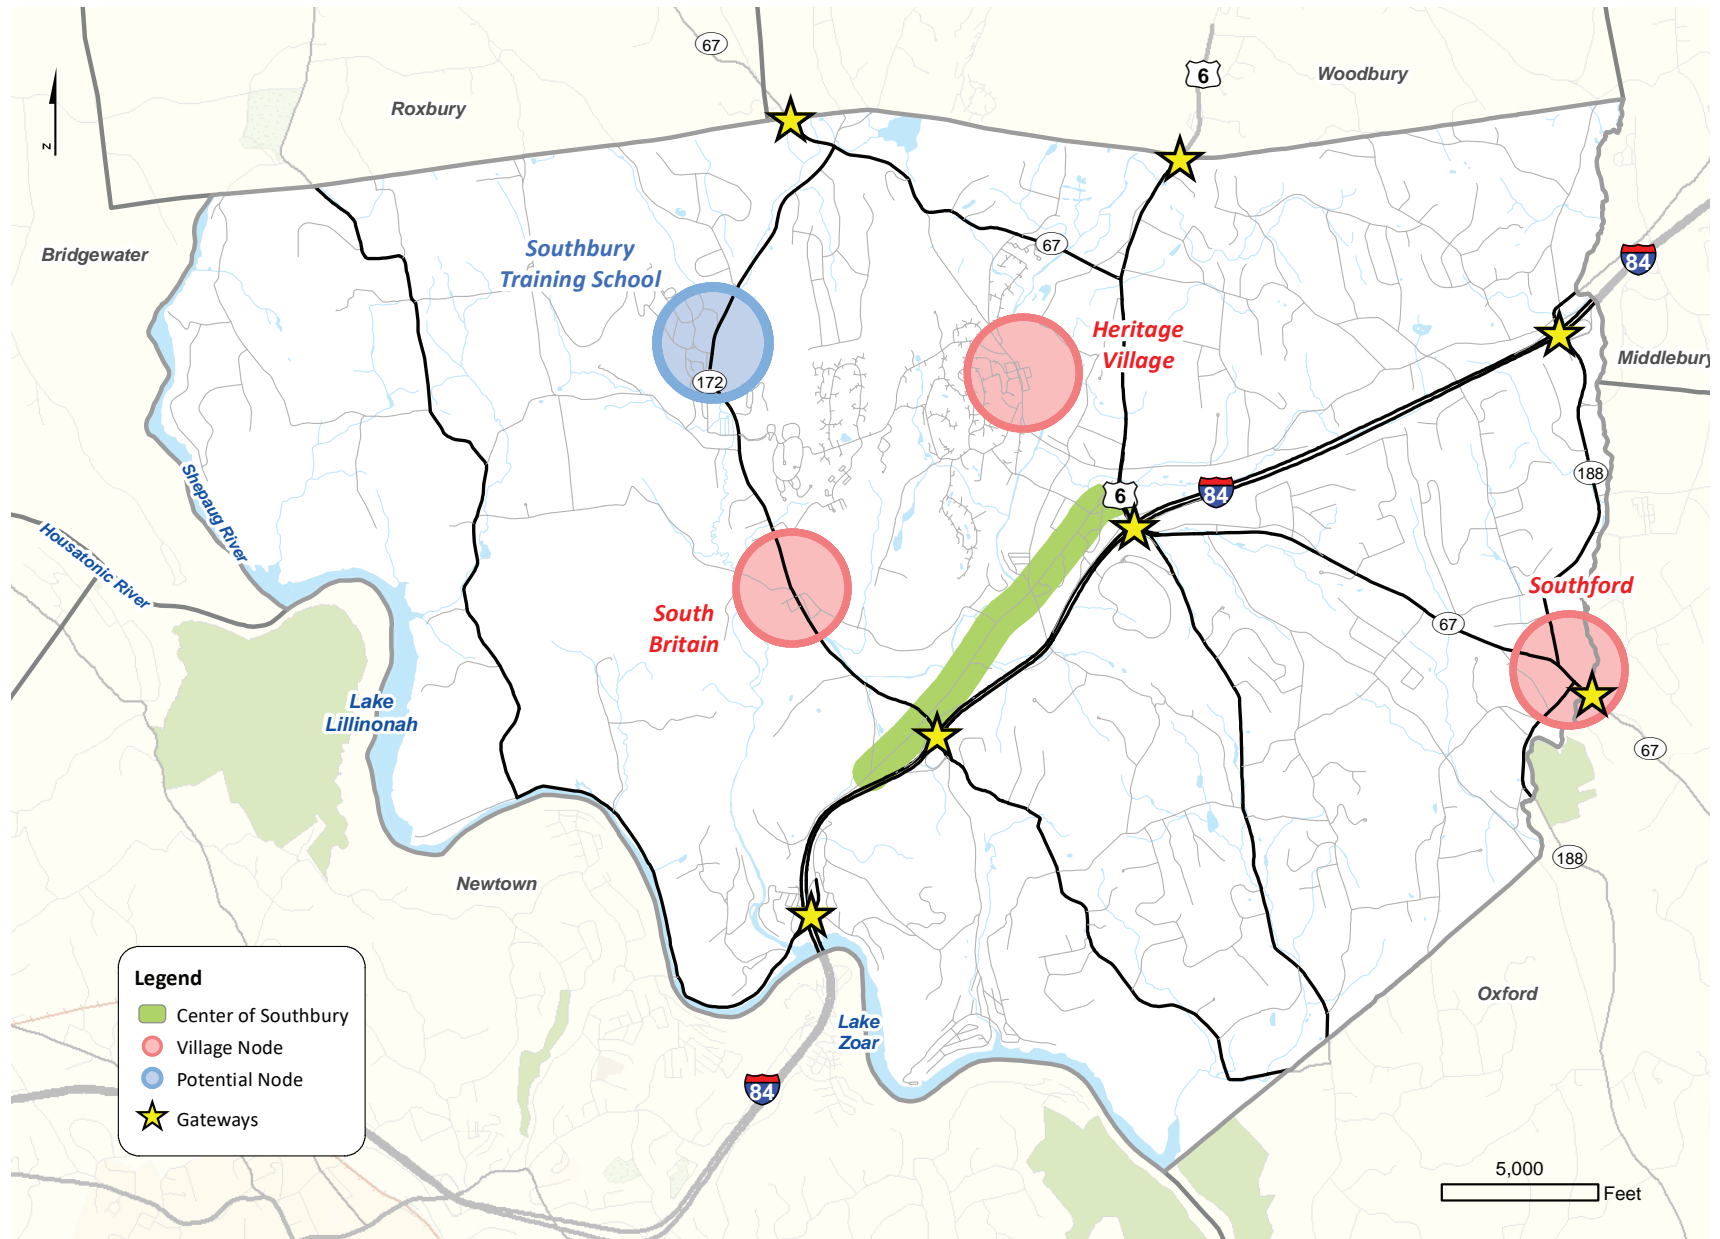 67
6
Woodbury
Roxbury
N
Bridgewater
Southbury
Training School
67
84
Heritage
Village
Middlebury
172
Shepaug River
6
84
188
Housatonic River
Southford
South
Britain
67
Lake
Lillinonah
67
188
Newtown
Oxford
Lake
Zoar
84
Legend
Center of Southbury
Village Node
Potential Node
Gateways
5,000
Feet